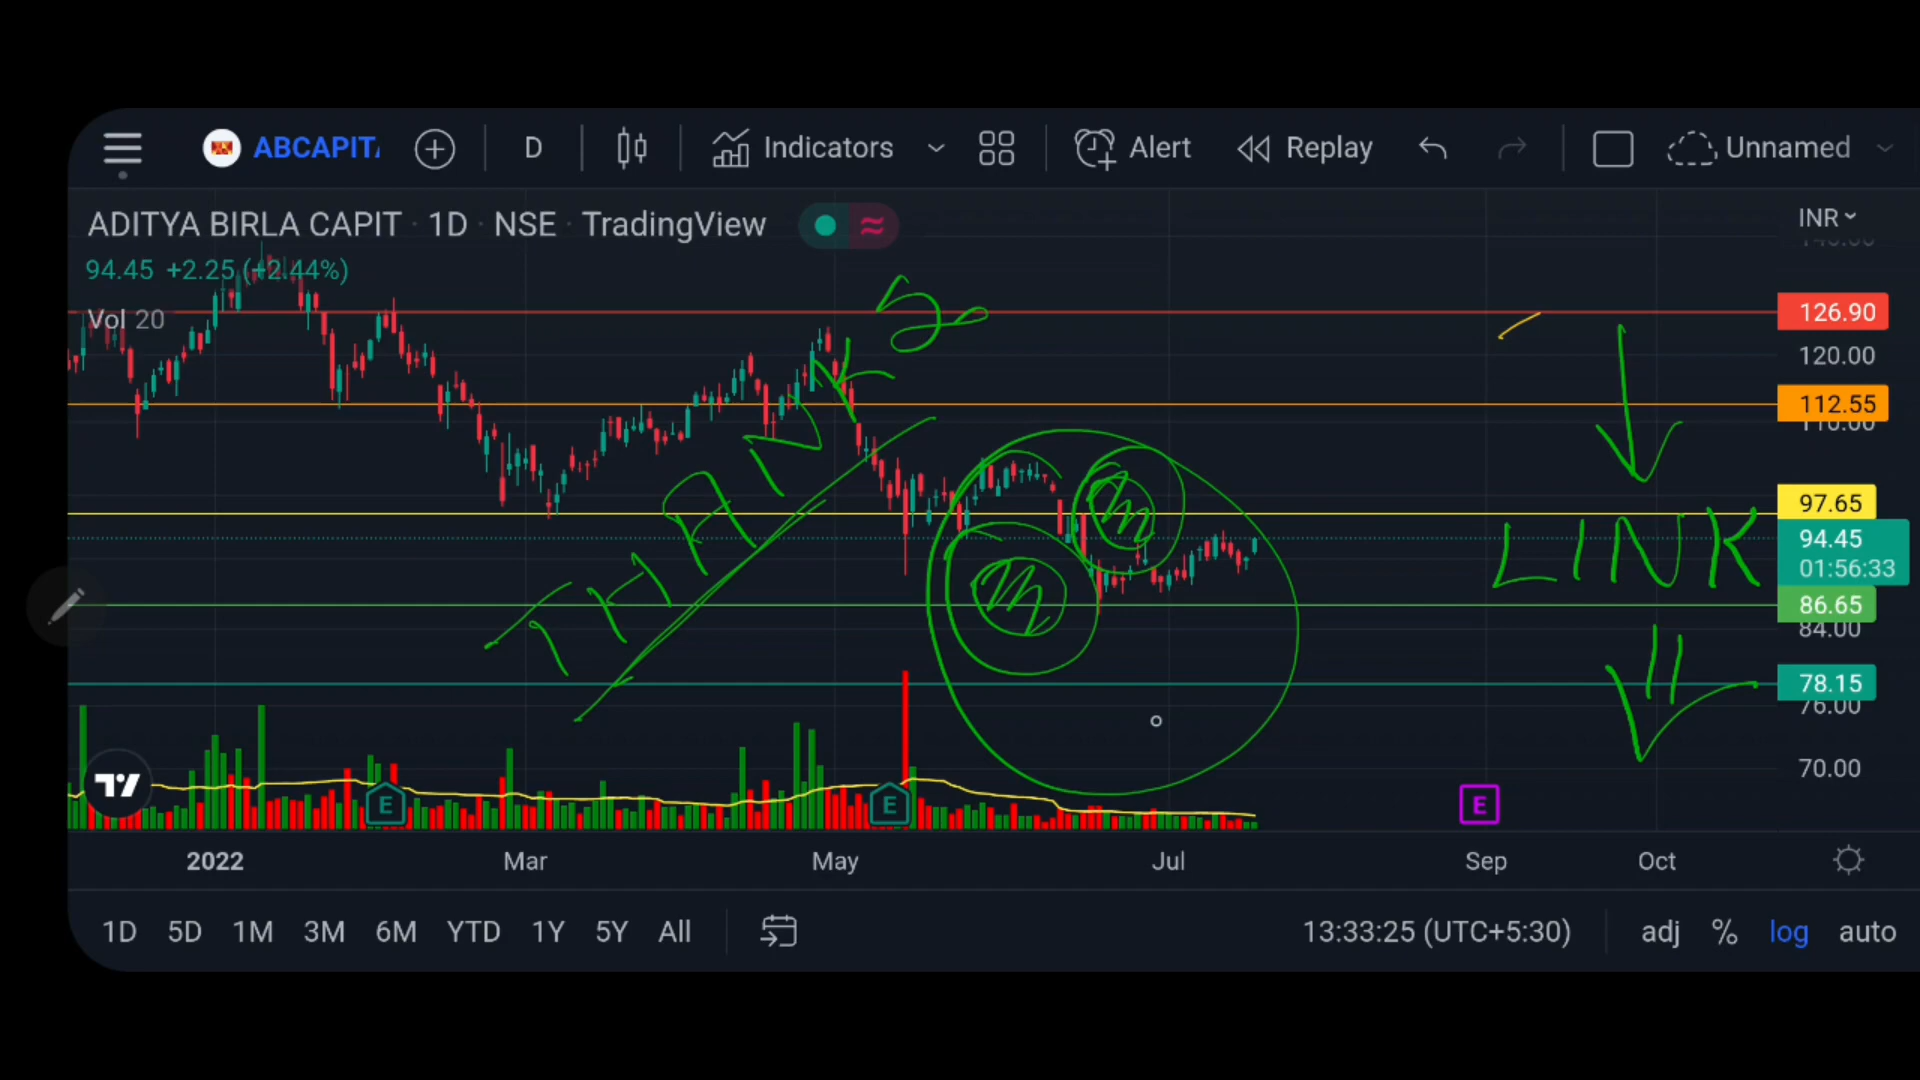 ABCAPIT
D
Indicators
Alert
Replay
Unnamed
ADITYA BIRLA CAPIT · 1D · NSE · TradingView
INR
94.45 +2.25 (+2.44%)
Vol 20
126.90
120.00
112.55
110.00
97.65
94.45
01:56:33
86.65
84.00
78.15
76.00
70.00
THANKS
LINK
E
E
E
2022 Mar May Jul Sep Oct
1D 5D 1M 3M 6M YTD 1Y 5Y All
13:33:25 (UTC+5:30) adj % log auto